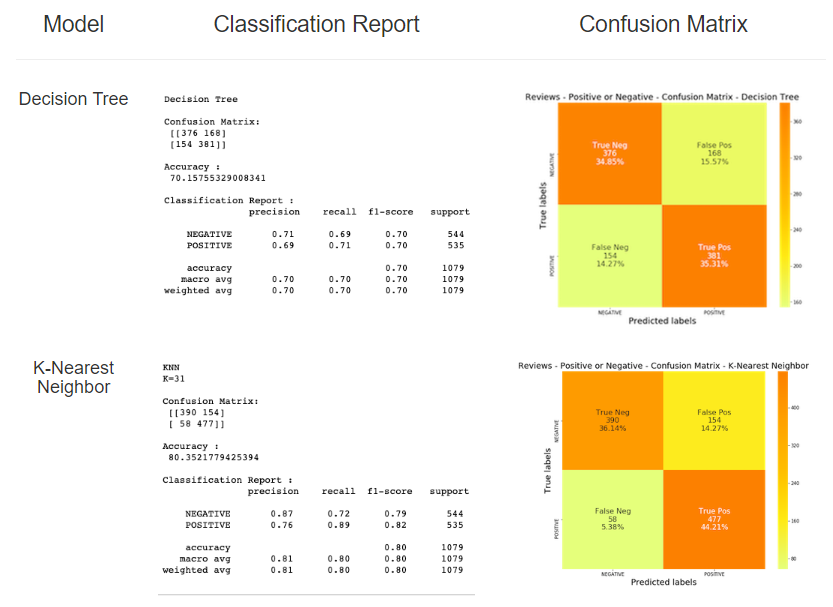 Model Classification Report Confusion Matrix
Decision Tree
Decision Tree
Confusion Matrix:
[[376 168]
[154 381]]
Accuracy :
70.15755329008341
Classification Report :
precision recall f1-score support
NEGATIVE 0.71 0.69 0.70 544
POSITIVE 0.69 0.71 0.70 535
accuracy 0.70 1079
macro avg 0.70 0.70 0.70 1079
weighted avg 0.70 0.70 0.70 1079
Reviews - Positive or Negative - Confusion Matrix - Decision Tree
True labels
NEGATIVE
POSITIVE
True Neg
376
34.85%
False Pos
168
15.57%
False Neg
154
14.27%
True Pos
381
35.31%
NEGATIVE POSITIVE
Predicted labels
360
320
280
240
200
160
K-Nearest
Neighbor
KNN
K=31
Confusion Matrix:
[[390 154]
[ 58 477]]
Accuracy :
80.3521779425394
Classification Report :
precision recall f1-score support
NEGATIVE 0.87 0.72 0.79 544
POSITIVE 0.76 0.89 0.82 535
accuracy 0.80 1079
macro avg 0.81 0.80 0.80 1079
weighted avg 0.81 0.80 0.80 1079
Reviews - Positive or Negative - Confusion Matrix - K-Nearest Neighbor
True labels
NEGATIVE
POSITIVE
True Neg
390
36.14%
False Pos
154
14.27%
False Neg
58
5.38%
True Pos
477
44.21%
NEGATIVE POSITIVE
Predicted labels
400
320
240
160
80